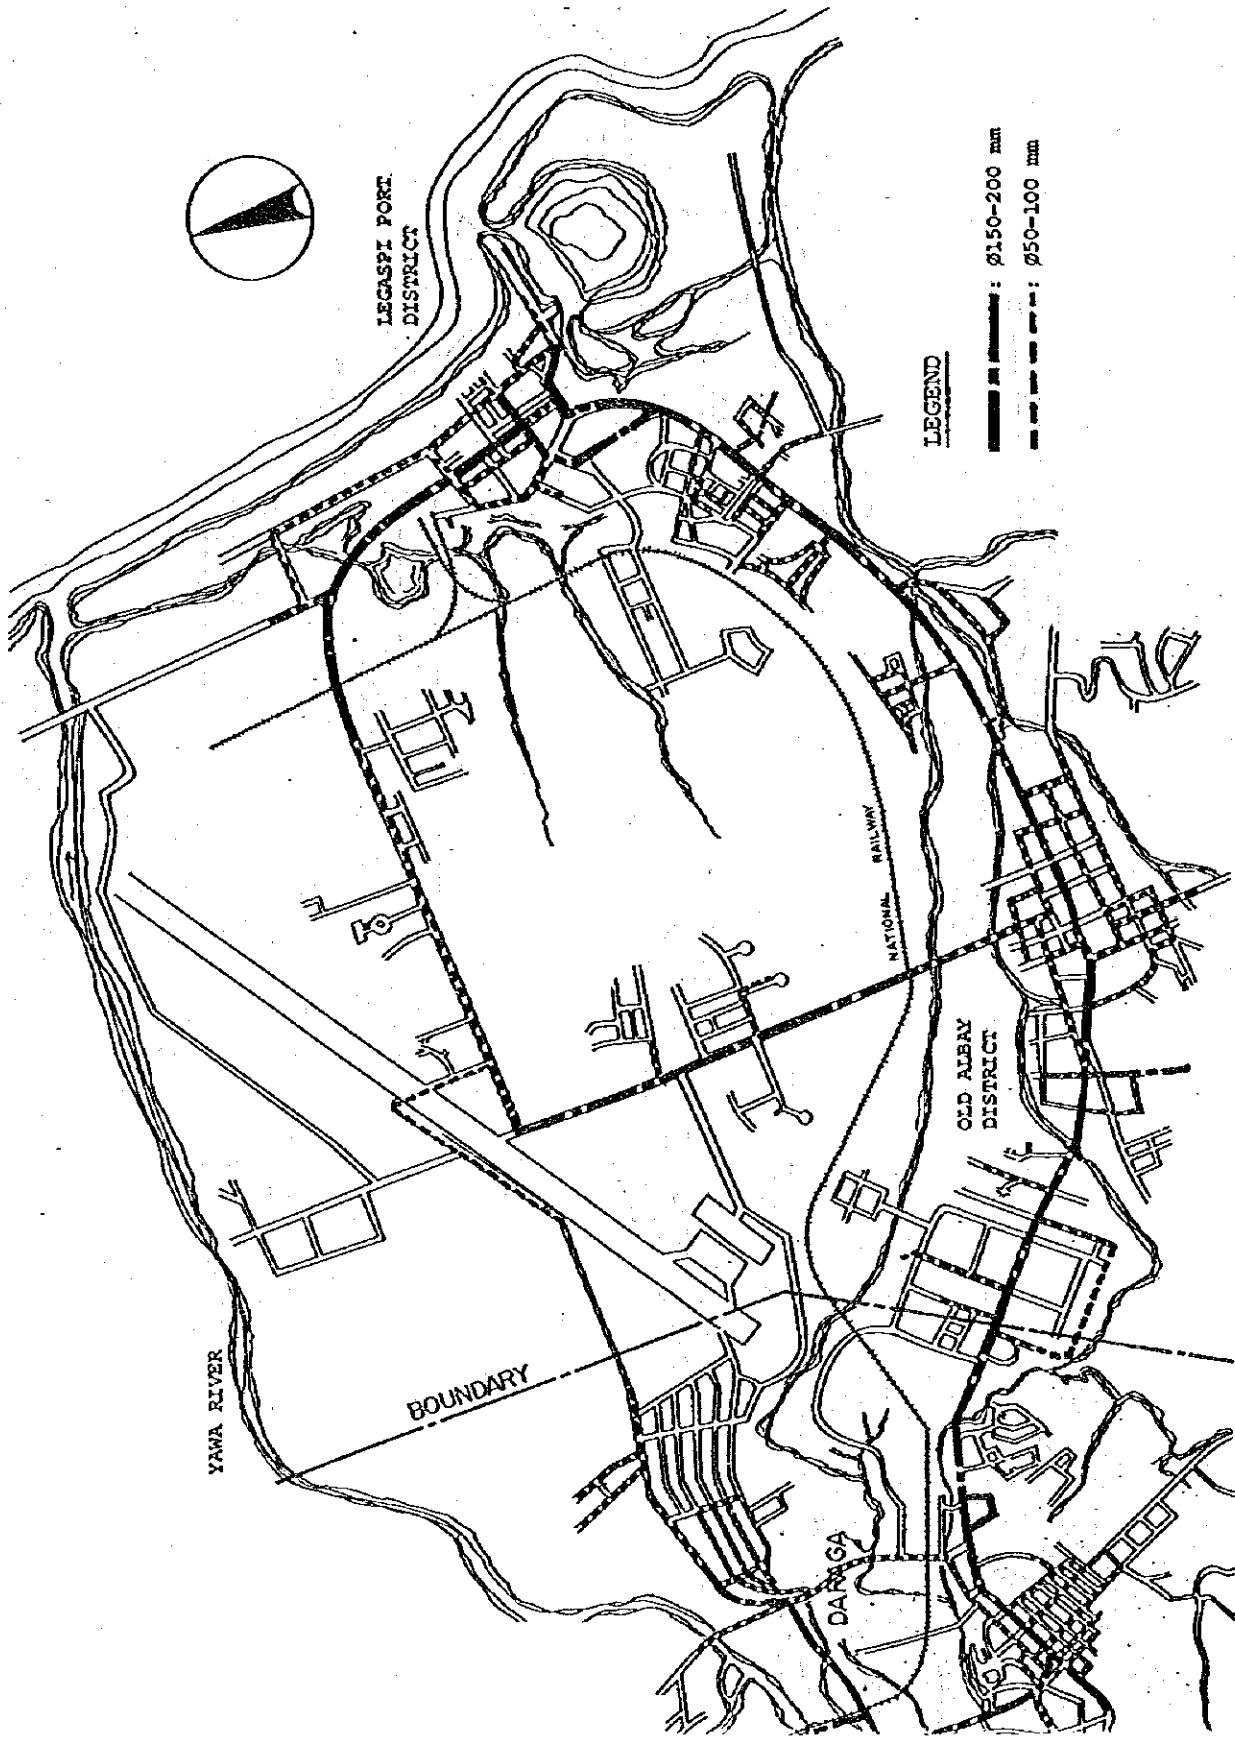 LEGASPI PORT
DISTRICT
LEGEND
: Ø150-200 mm
: Ø50-100 mm
NATIONAL RAILWAY
OLD ALBAY
DISTRICT
YAWA RIVER
BOUNDARY
DARAGA